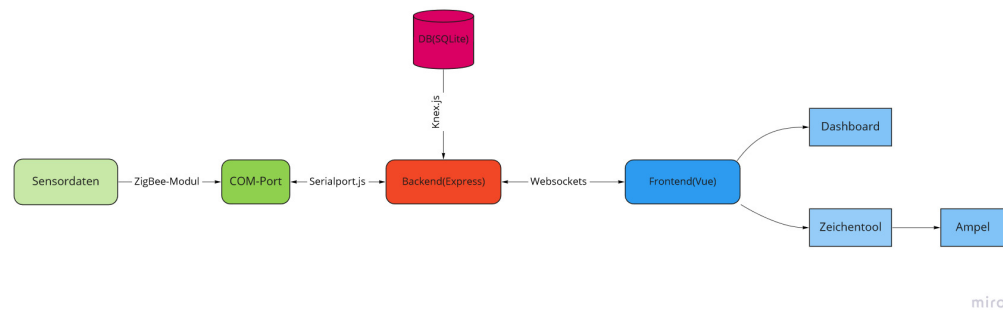 DB(SQLite)
Knex.js
Dashboard
Sensordaten
ZigBee-Modul
COM-Port
Serialport.js
Backend(Express)
Websockets
Frontend(Vue)
Zeichentool
Ampel
miro